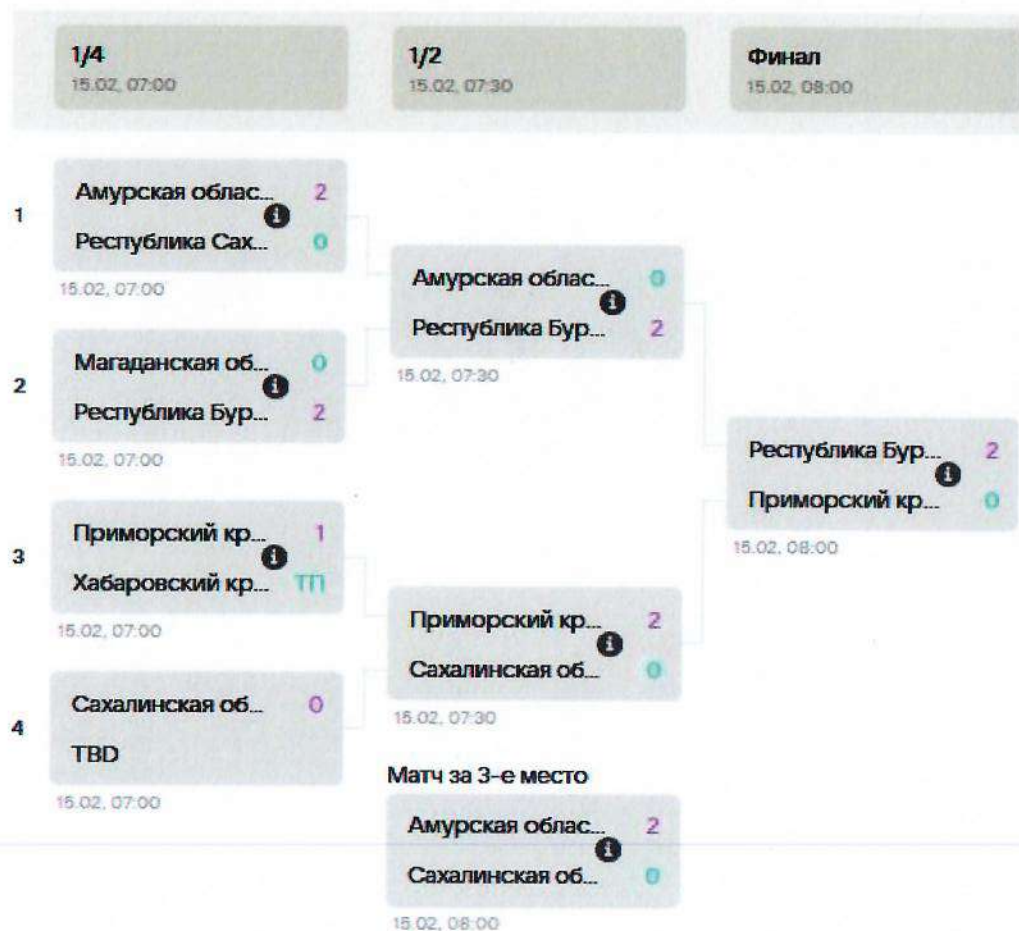 1/4
15.02, 07:00
1/2
15.02, 07:30
Финал
15.02, 08:00
1
Амурская облас... 2
Республика Сах... 0
15.02, 07:00
2
Магаданская об... 0
Республика Бур... 2
15.02, 07:00
3
Приморский кр... 1
Хабаровский кр... ТП
15.02, 07:00
4
Сахалинская об... 0
TBD
15.02, 07:00
Амурская облас... 0
Республика Бур... 2
15.02, 07:30
Приморский кр... 2
Сахалинская об... 0
15.02, 07:30
Матч за 3-е место
Амурская облас... 2
Сахалинская об... 0
15.02, 08:00
Республика Бур... 2
Приморский кр... 0
15.02, 08:00